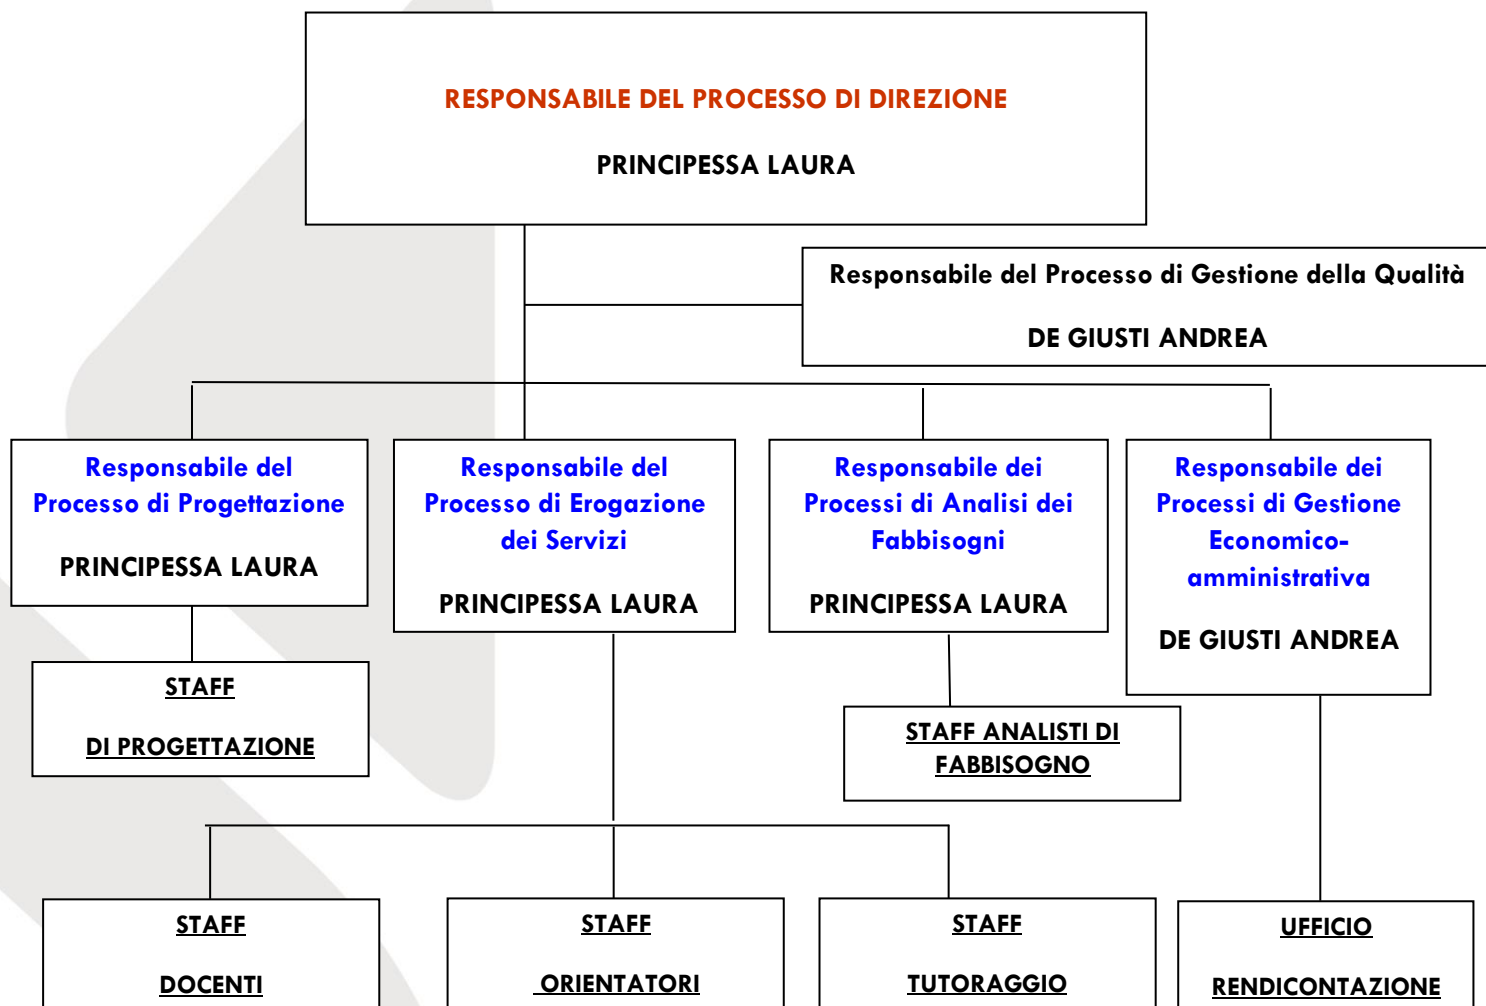 RESPONSABILE DEL PROCESSO DI DIREZIONE
PRINCIPESSA LAURA
Responsabile del Processo di Gestione della Qualità
DE GIUSTI ANDREA
Responsabile del
Processo di Progettazione
PRINCIPESSA LAURA
Responsabile del
Processo di Erogazione
dei Servizi
PRINCIPESSA LAURA
Responsabile dei
Processi di Analisi dei
Fabbisogni
PRINCIPESSA LAURA
Responsabile dei
Processi di Gestione
Economico-
amministrativa
DE GIUSTI ANDREA
STAFF
DI PROGETTAZIONE
STAFF ANALISTI DI
FABBISOGNO
STAFF
DOCENTI
STAFF
ORIENTATORI
STAFF
TUTORAGGIO
UFFICIO
RENDICONTAZIONE